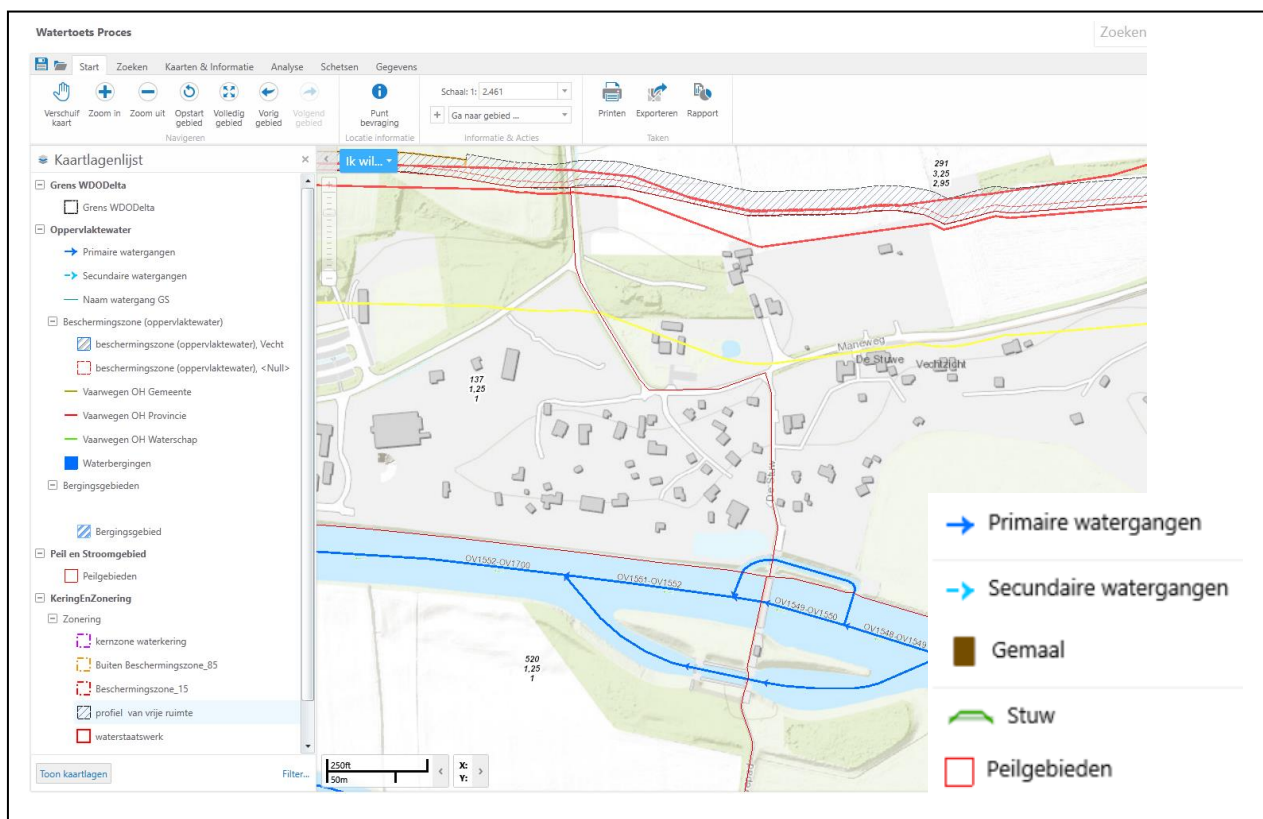 Watertoets Proces
Zoeken
Start Zoeken Kaarten & Informatie Analyse Schetsen Gegevens
Verschuif kaart
Zoom in
Zoom uit
Opstart gebied
Volledig gebied
Vorig gebied
Volgend gebied
Navigeren
Punt bevraging
Locatie informatie
Schaal: 1: 2.461
Ga naar gebied ...
Informatie & Acties
Printen
Exporteren
Rapport
Taken
Kaartlagenlijst
Ik wil...
Grens WDODelta
Grens WDODelta
Oppervlaktewater
Primaire watergangen
Secundaire watergangen
Naam watergang GS
Beschermingszone (oppervlaktewater)
beschermingszone (oppervlaktewater), Vecht
beschermingszone (oppervlaktewater), <Null>
Vaarwegen OH Gemeente
Vaarwegen OH Provincie
Vaarwegen OH Waterschap
Waterbergingen
Bergingsgebieden
Bergingsgebied
Peil en Stroomgebied
Peilgebieden
KeringEnZonering
Zonering
kernzone waterkering
Buiten Beschermingszone_85
Beschermingszone_15
profiel van vrije ruimte
waterstaatswerk
Toon kaartlagen
Filter...
291
3,25
2,95
Marieweg
De Stuwe
Vechtzicht
137
1,25
1
OV1552-OV1700
OV1551-OV1552
OV1549-OV1550
OV1548-OV1549
520
1,25
1
250ft
50m
X:
Y:
Primaire watergangen
Secundaire watergangen
Gemaal
Stuw
Peilgebieden